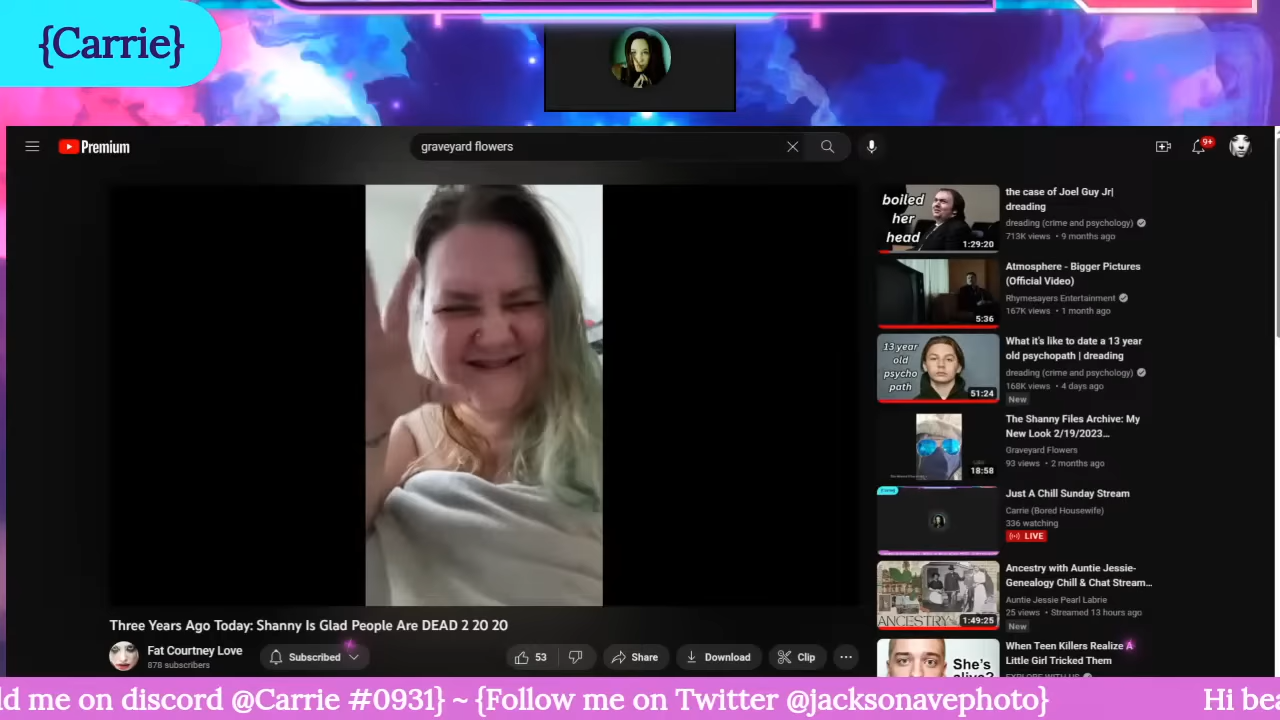 {Carrie}
Premium
graveyard flowers
9+
boiled
her
head
1:29:20
the case of Joel Guy Jr|
dreading
dreading (crime and psychology)
713K views • 9 months ago
5:36
Atmosphere - Bigger Pictures
(Official Video)
Rhymesayers Entertainment
167K views • 1 month ago
13 year
old
psycho
path
51:24
What it's like to date a 13 year
old psychopath | dreading
dreading (crime and psychology)
168K views • 4 days ago
New
18:58
The Shanny Files Archive: My
New Look 2/19/2023...
Graveyard Flowers
93 views • 2 months ago
Just A Chill Sunday Stream
Carrie (Bored Housewife)
336 watching
LIVE
ANCESTRY
1:49:25
Ancestry with Auntie Jessie-
Genealogy Chill & Chat Stream...
Auntie Jessie Pearl Labrie
25 views • Streamed 13 hours ago
New
She's
alive?
When Teen Killers Realize A
Little Girl Tricked Them
EXPLORE WITH US
Three Years Ago Today: Shanny Is Glad People Are DEAD 2 20 20
Fat Courtney Love
878 subscribers
Subscribed
53
Share
Download
Clip
ld me on discord @Carrie #0931} ~ {Follow me on Twitter @jacksonavephoto}
Hi bea